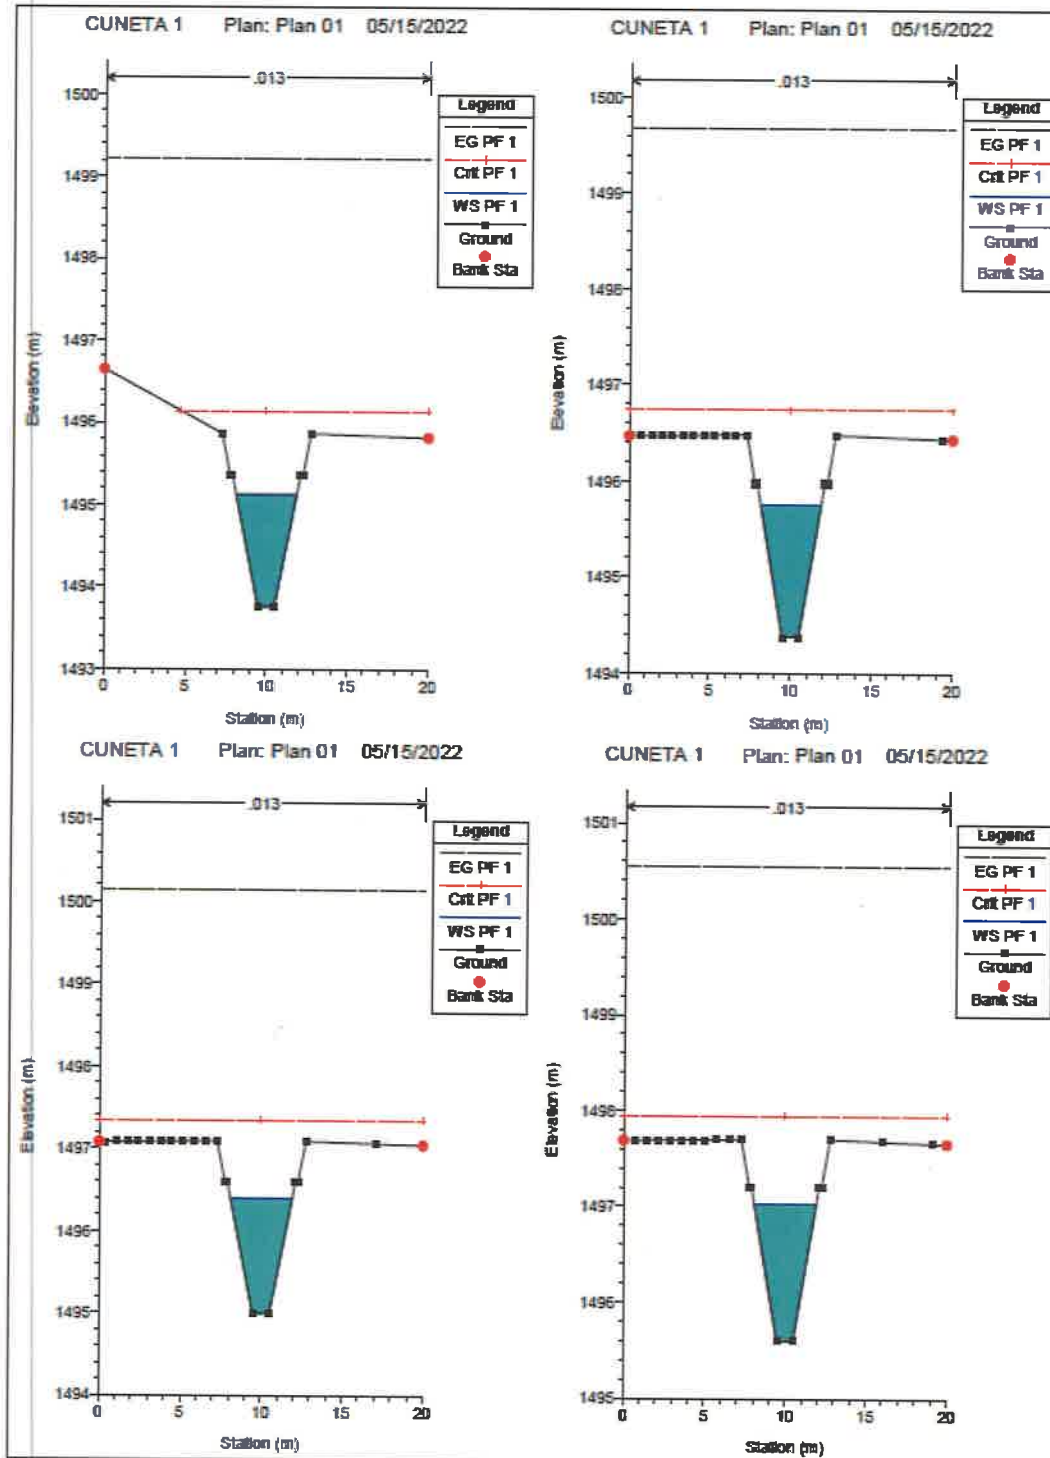 CUNETA 1 Plan: Plan 01 05/15/2022
.013
Legend
EG PF 1
Crit PF 1
WS PF 1
Ground
Bank Sta
1500
1499
1498
1497
1496
1495
1494
1493
Elevation (m)
0 5 10 15 20
Station (m)
CUNETA 1 Plan: Plan 01 05/15/2022
.013
Legend
EG PF 1
Crit PF 1
WS PF 1
Ground
Bank Sta
1500
1499
1498
1497
1496
1495
1494
Elevation (m)
0 5 10 15 20
Station (m)
CUNETA 1 Plan: Plan 01 05/15/2022
.013
Legend
EG PF 1
Crit PF 1
WS PF 1
Ground
Bank Sta
1501
1500
1499
1498
1497
1496
1495
1494
Elevation (m)
0 5 10 15 20
Station (m)
CUNETA 1 Plan: Plan 01 05/15/2022
.013
Legend
EG PF 1
Crit PF 1
WS PF 1
Ground
Bank Sta
1501
1500
1499
1498
1497
1496
1495
Elevation (m)
0 5 10 15 20
Station (m)